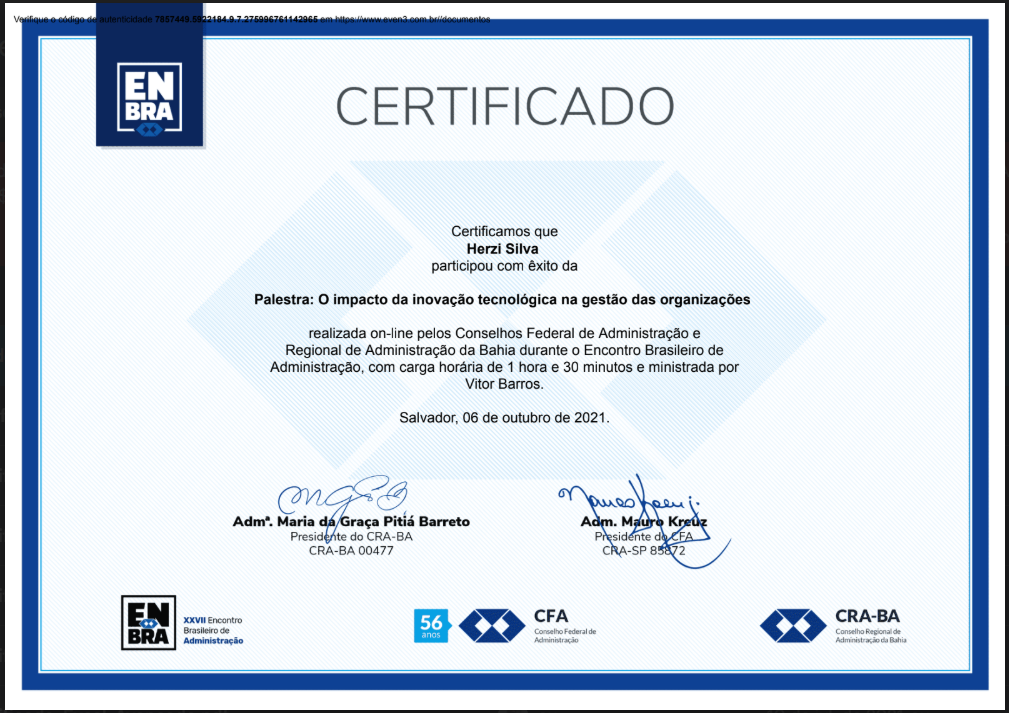 Verifique o código de autenticidade 7857449.5922184.9.7.275996761142965 em https://www.even3.com.br//documentos
EN
BRA
CERTIFICADO
Certificamos que
Herzi Silva
participou com êxito da
Palestra: O impacto da inovação tecnológica na gestão das organizações
realizada on-line pelos Conselhos Federal de Administração e
Regional de Administração da Bahia durante o Encontro Brasileiro de
Administração, com carga horária de 1 hora e 30 minutos e ministrada por
Vitor Barros.
Salvador, 06 de outubro de 2021.
Admª. Maria da Graça Pitiá Barreto
Presidente do CRA-BA
CRA-BA 00477
Adm. Mauro Kreuz
Presidente do CFA
CRA-SP 85872
EN
BRA
XXVII Encontro
Brasileiro de
Administração
56
anos
CFA
Conselho Federal de
Administração
CRA-BA
Conselho Regional de
Administração da Bahia